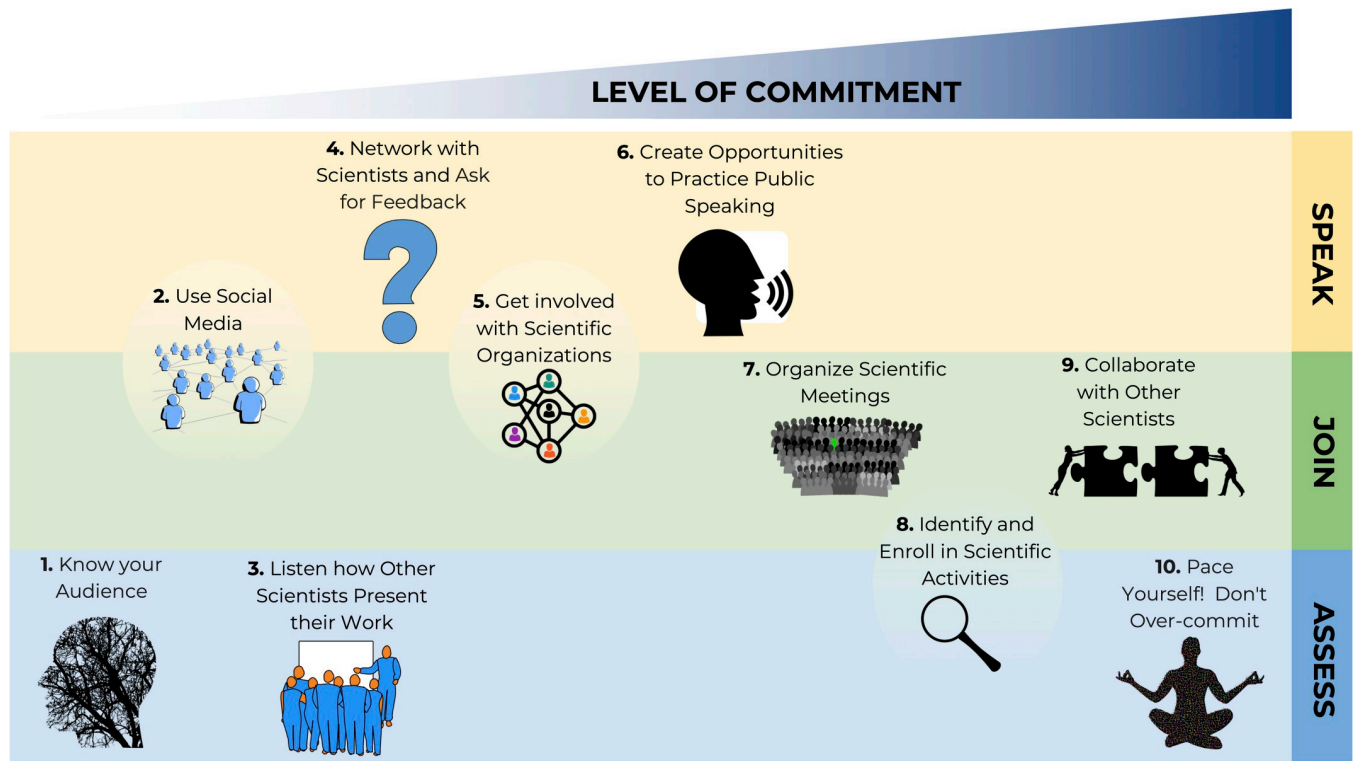 LEVEL OF COMMITMENT
4. Network with
Scientists and Ask
for Feedback
6. Create Opportunities
to Practice Public
Speaking
SPEAK
2. Use Social
Media
5. Get involved
with Scientific
Organizations
7. Organize Scientific
Meetings
9. Collaborate
with Other
Scientists
JOIN
8. Identify and
Enroll in Scientific
Activities
1. Know your
Audience
3. Listen how Other
Scientists Present
their Work
10. Pace
Yourself! Don't
Over-commit
ASSESS